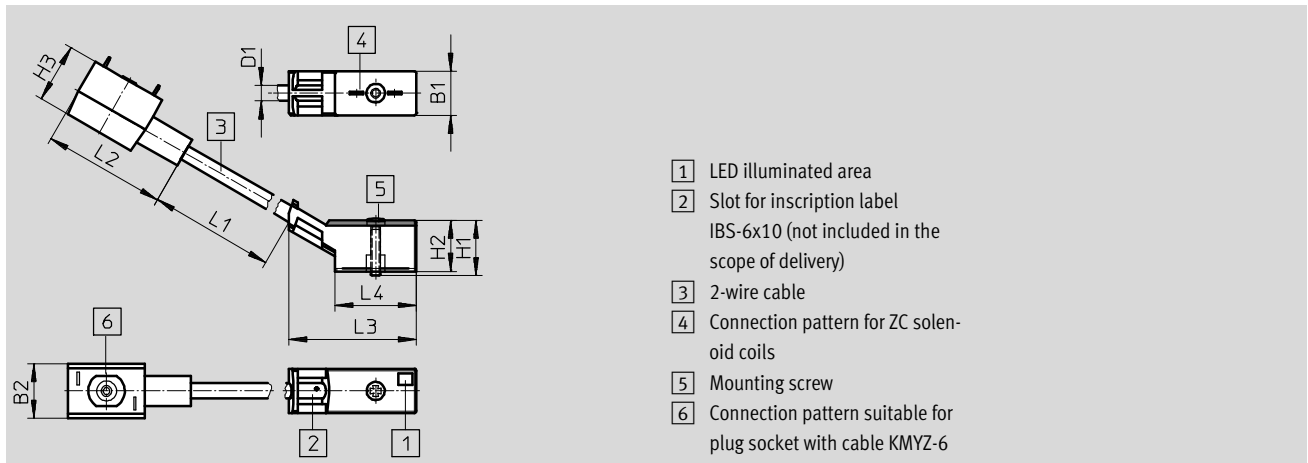 H3
L2
L1
3
D1
4
B1
5
H2
H1
L4
L3
6
B2
2
1
1 LED illuminated area
2 Slot for inscription label
IBS-6x10 (not included in the
scope of delivery)
3 2-wire cable
4 Connection pattern for ZC solen-
oid coils
5 Mounting screw
6 Connection pattern suitable for
plug socket with cable KMYZ-6